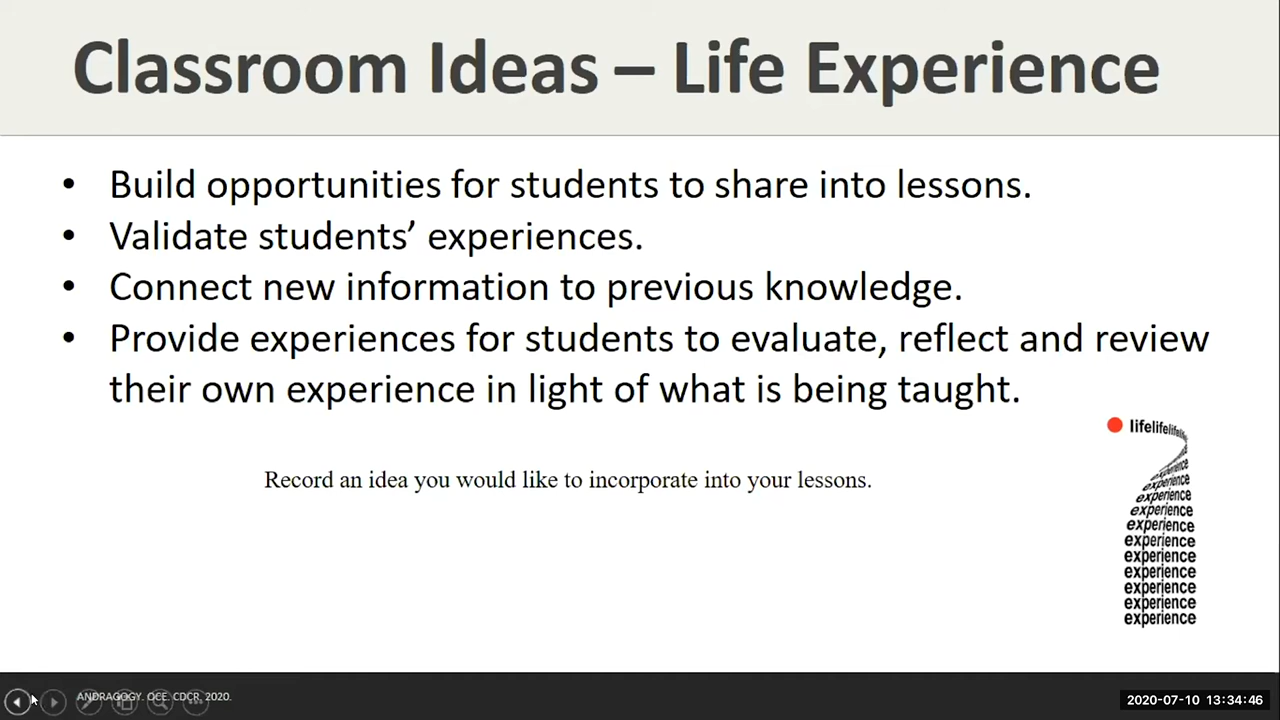 Classroom Ideas – Life Experience
• Build opportunities for students to share into lessons.
• Validate students’ experiences.
• Connect new information to previous knowledge.
• Provide experiences for students to evaluate, reflect and review
their own experience in light of what is being taught.
lifelifelifelife
Record an idea you would like to incorporate into your lessons.
experience
experience
experience
experience
experience
experience
experience
experience
experience
experience
experience
ANDRAGOGY. OCE. CDCR. 2020.
2020-07-10 13:34:46